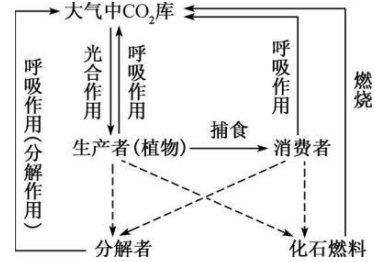 大气中CO₂库
呼吸作用(分解作用)
光合作用
呼吸作用
呼吸作用
燃烧
生产者(植物)
捕食
消费者
分解者
化石燃料